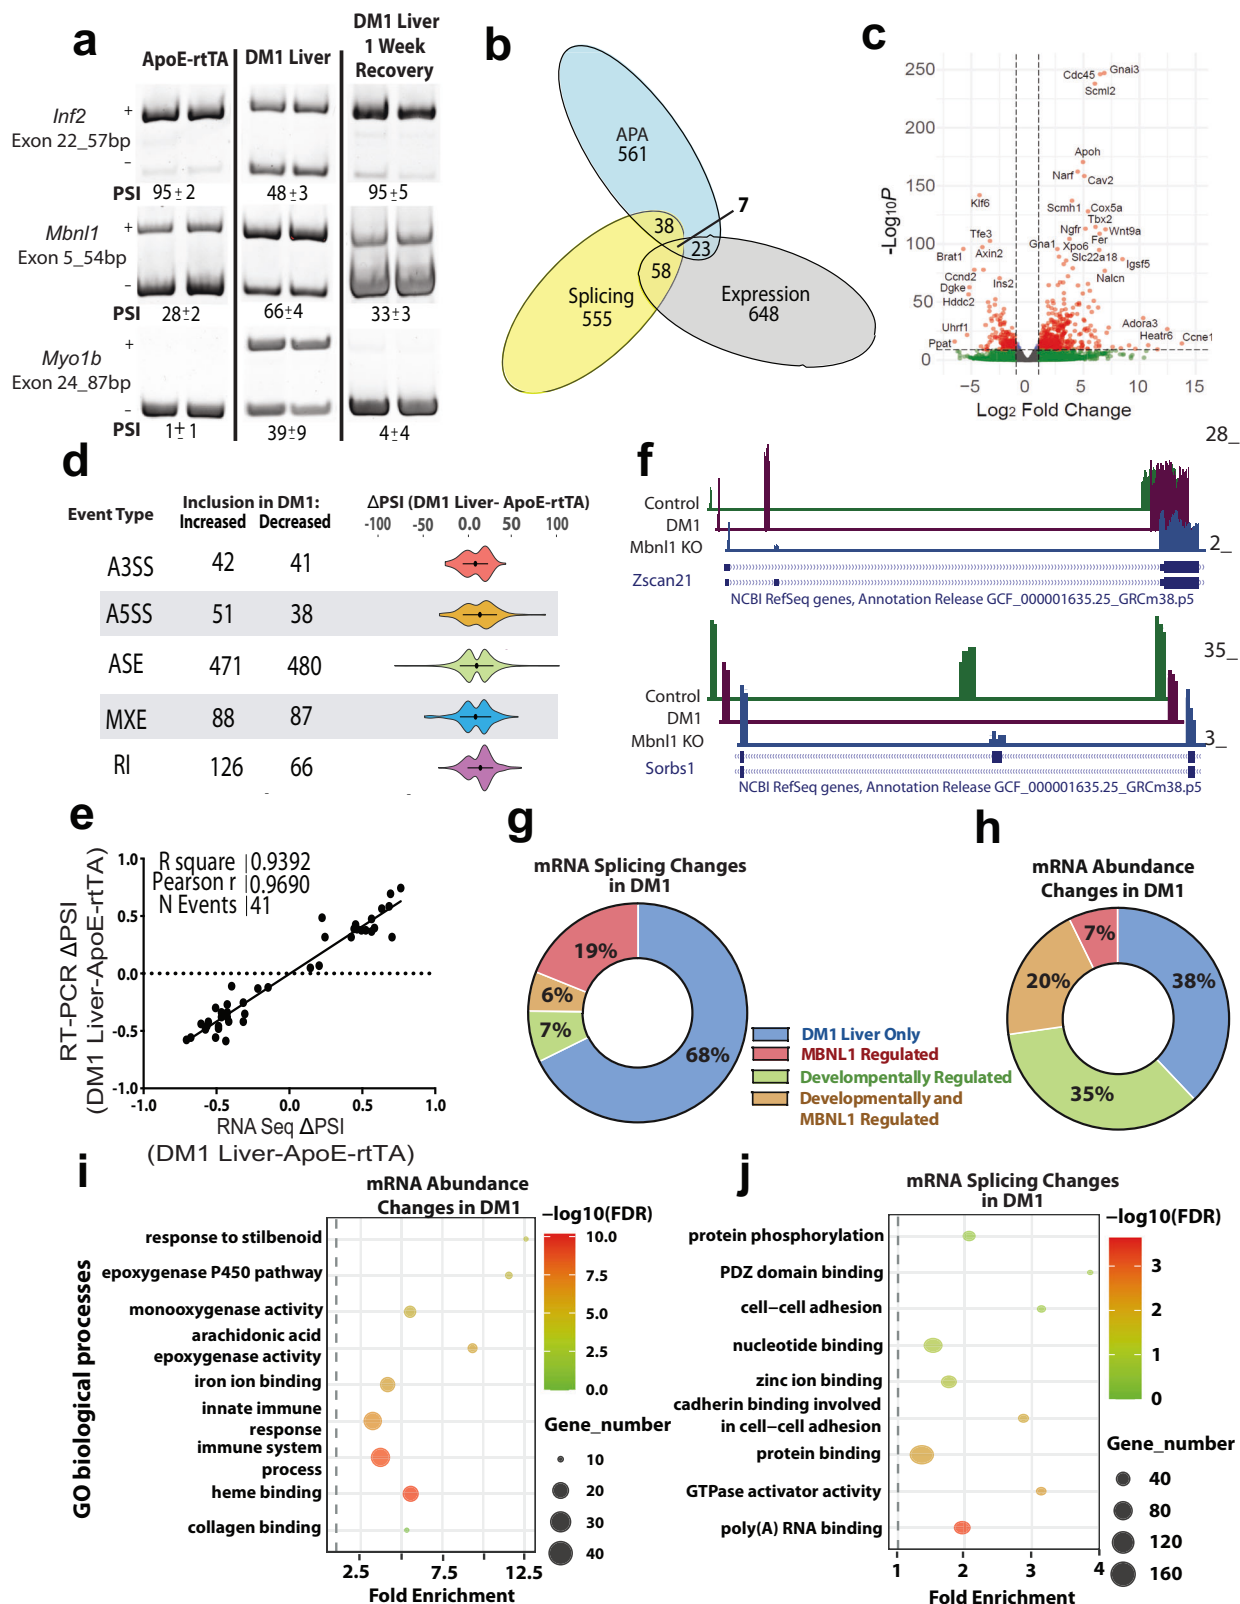 a
ApoE-rtTA
DM1 Liver
DM1 Liver
1 Week
Recovery
Inf2
Exon 22_57bp
+
–
PSI
95±2
48±3
95±5
Mbnl1
Exon 5_54bp
+
–
PSI
28±2
66±4
33±3
Myo1b
Exon 24_87bp
+
–
PSI
1±1
39±9
4±4
b
APA
561
38
7
23
58
Splicing
555
Expression
648
c
-Log10P
250
200
150
100
50
0
−5
0
5
10
15
Log2 Fold Change
Cdc45
Gnai3
Scml2
Apoh
Narf
Cav2
Klf6
Scmh1
Cox5a
Tbx2
Tfe3
Ngfr
Wnt9a
Gna1
Xpo6
Fer
Brat1
Axin2
Slc22a18
Igsf5
Ccnd2
Ins2
Nalcn
Dgke
Hddc2
Adora3
Uhrf1
Heatr6
Ccne1
Ppat
d
Event Type
Inclusion in DM1:
Increased
Decreased
ΔPSI (DM1 Liver- ApoE-rtTA)
-100
-50
0.0
50
100
A3SS
42
41
A5SS
51
38
ASE
471
480
MXE
88
87
RI
126
66
f
28_
Control
DM1
Mbnl1 KO
2_
Zscan21
NCBI RefSeq genes, Annotation Release GCF_000001635.25_GRCm38.p5
35_
Control
DM1
Mbnl1 KO
3_
Sorbs1
NCBI RefSeq genes, Annotation Release GCF_000001635.25_GRCm38.p5
e
R square |0.9392
Pearson r |0.9690
N Events |41
RT-PCR ΔPSI
(DM1 Liver-ApoE-rtTA)
1.0
0.5
0.0
-0.5
-1.0
-1.0
-0.5
0.0
0.5
1.0
RNA Seq ΔPSI
(DM1 Liver-ApoE-rtTA)
g
mRNA Splicing Changes
in DM1
19%
6%
7%
68%
DM1 Liver Only
MBNL1 Regulated
Develompentally Regulated
Developmentally and
MBNL1 Regulated
h
mRNA Abundance
Changes in DM1
7%
20%
38%
35%
i
mRNA Abundance
Changes in DM1
GO biological processes
response to stilbenoid
epoxygenase P450 pathway
monooxygenase activity
arachidonic acid
epoxygenase activity
iron ion binding
innate immune
response
immune system
process
heme binding
collagen binding
2.5
7.5
12.5
Fold Enrichment
−log10(FDR)
10.0
7.5
5.0
2.5
0.0
Gene_number
10
20
30
40
j
mRNA Splicing Changes
in DM1
protein phosphorylation
PDZ domain binding
cell−cell adhesion
nucleotide binding
zinc ion binding
cadherin binding involved
in cell−cell adhesion
protein binding
GTPase activator activity
poly(A) RNA binding
1
2
3
4
Fold Enrichment
−log10(FDR)
3
2
1
0
Gene_number
40
80
120
160